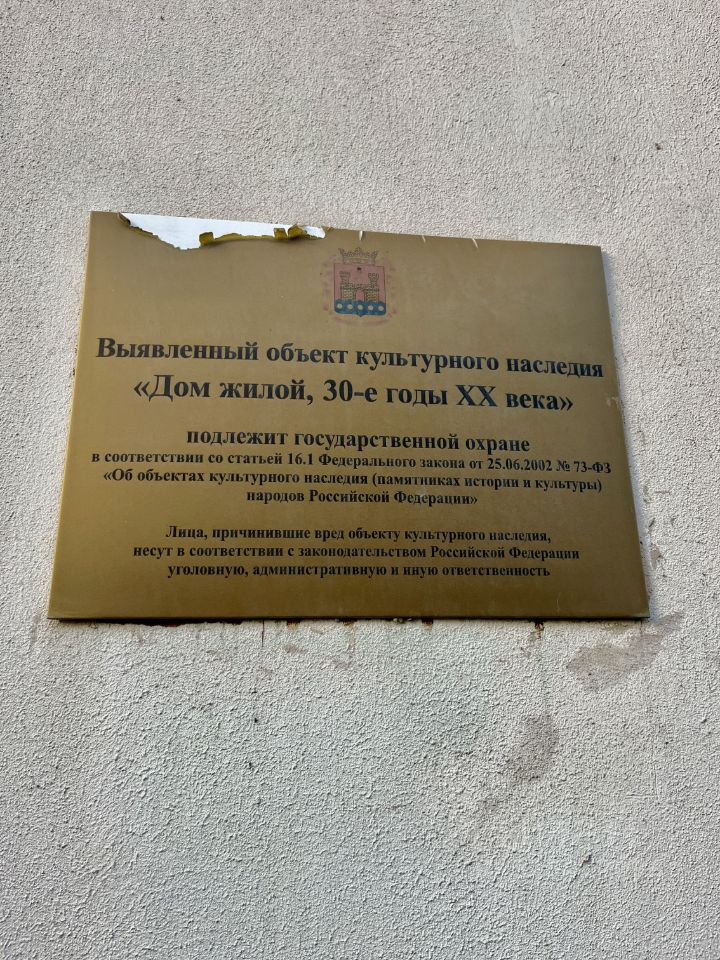 Выявленный объект культурного наследия
«Дом жилой, 30-е годы XX века»
подлежит государственной охране
в соответствии со статьей 16.1 Федерального закона от 25.06.2002 № 73-ФЗ
«Об объектах культурного наследия (памятниках истории и культуры)
народов Российской Федерации»
Лица, причинившие вред объекту культурного наследия,
несут в соответствии с законодательством Российской Федерации
уголовную, административную и иную ответственность